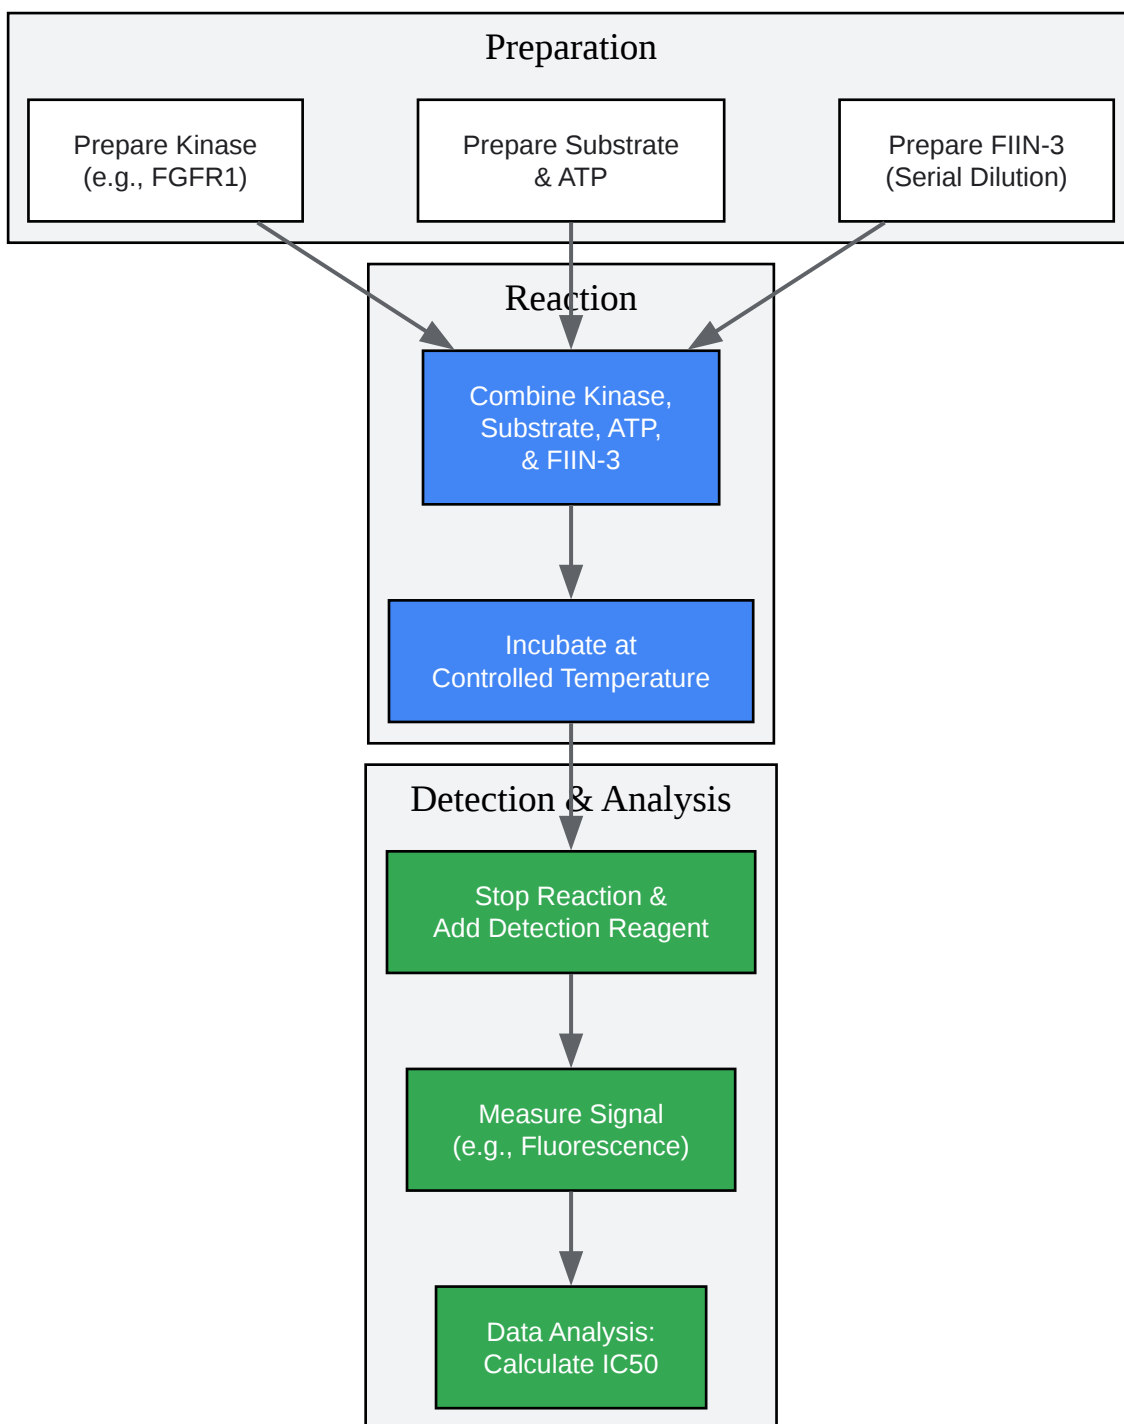 Preparation
Prepare Kinase
(e.g., FGFR1)
Prepare Substrate
& ATP
Prepare FIIN-3
(Serial Dilution)
Reaction
Combine Kinase,
Substrate, ATP,
& FIIN-3
Incubate at
Controlled Temperature
Detection & Analysis
Stop Reaction &
Add Detection Reagent
Measure Signal
(e.g., Fluorescence)
Data Analysis:
Calculate IC50